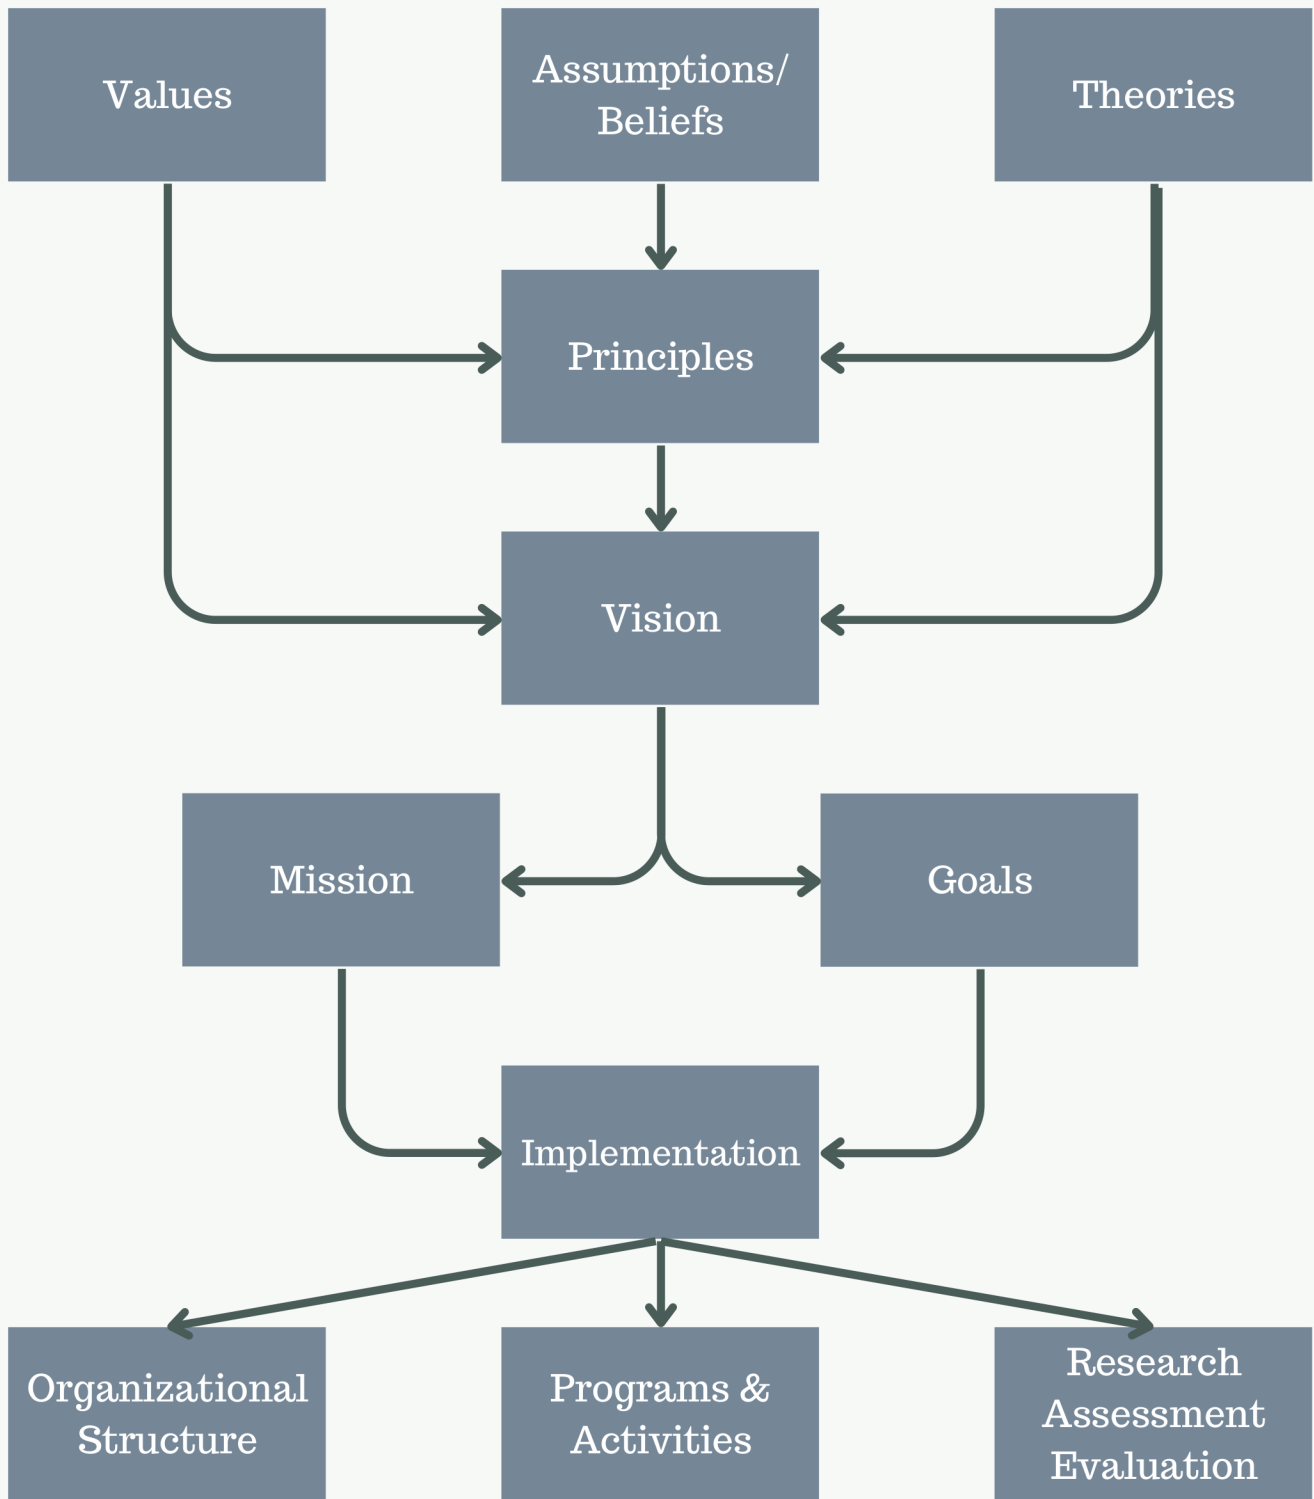 Values
Assumptions/
Beliefs
Theories
Principles
Vision
Mission
Goals
Implementation
Organizational
Structure
Programs &
Activities
Research
Assessment
Evaluation